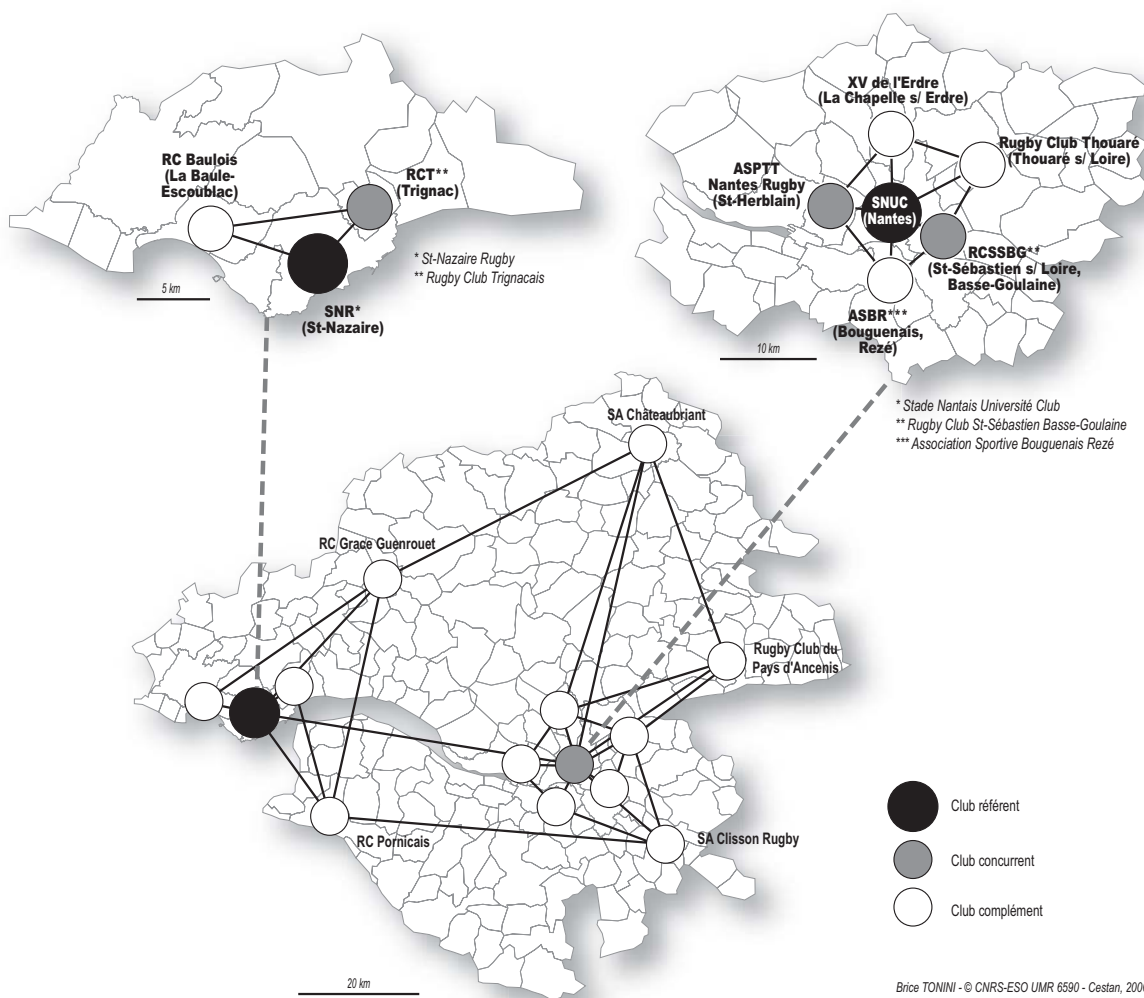 RC Baulois
(La Baule-
Escoublac)
RCT**
(Trignac)
SNR*
(St-Nazaire)
* St-Nazaire Rugby
** Rugby Club Trignacais
5 km
XV de l'Erdre
(La Chapelle s/ Erdre)
Rugby Club Thouaré
(Thouaré s/ Loire)
ASPTT
Nantes Rugby
(St-Herblain)
SNUC*
(Nantes)
RCSSBG**
(St-Sébastien s/ Loire,
Basse-Goulaine)
ASBR***
(Bouguenais,
Rezé)
10 km
* Stade Nantais Université Club
** Rugby Club St-Sébastien Basse-Goulaine
*** Association Sportive Bouguenais Rezé
SA Châteaubriant
RC Grace Guenrouet
Rugby Club du
Pays d'Ancenis
RC Pornicais
SA Clisson Rugby
Club référent
Club concurrent
Club complément
20 km
Brice TONINI - © CNRS-ESO UMR 6590 - Cestan,